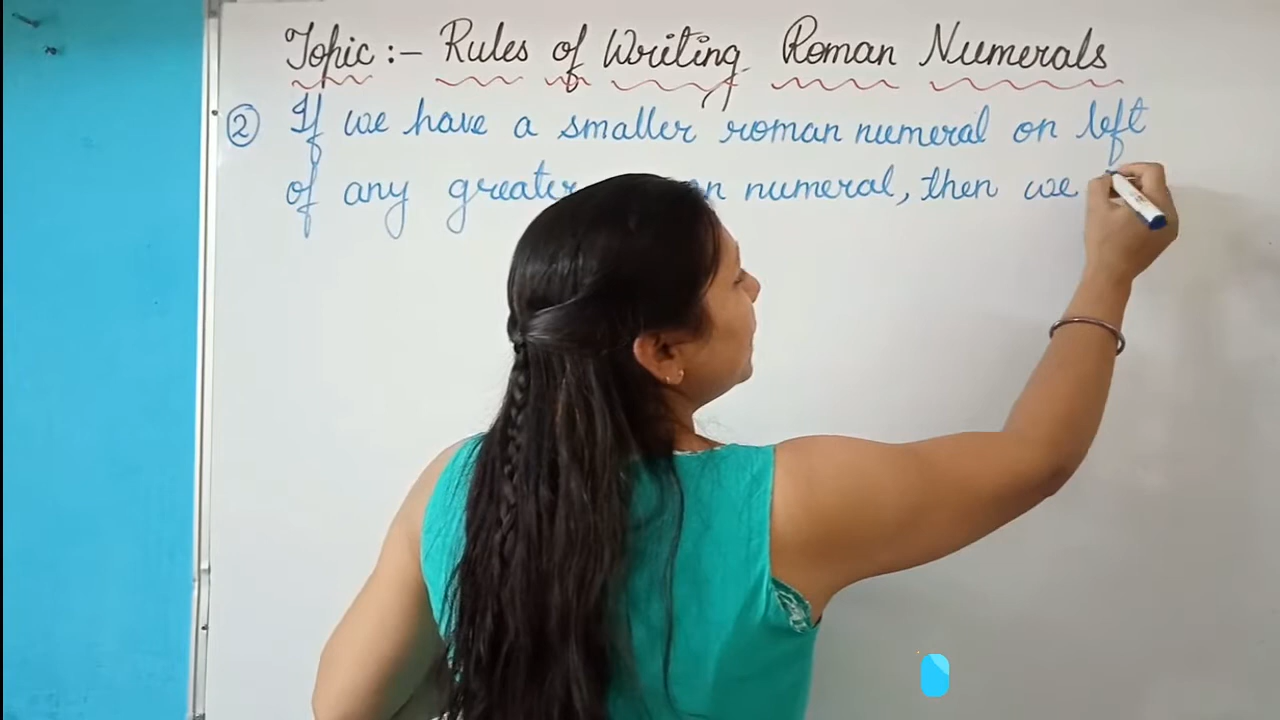 Topic :- Rules of Writing Roman Numerals
② If we have a smaller roman numeral on left
of any greater numeral, then we